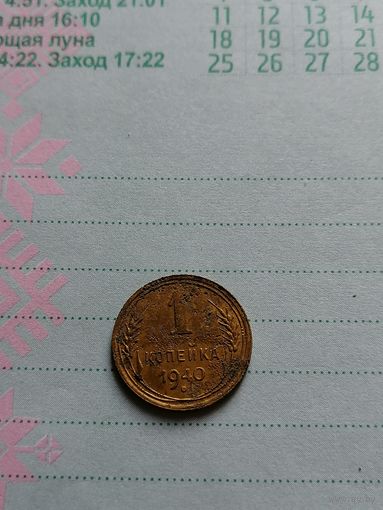 4:51. Заход 21:01
а дня 16:10
ющая луна
4:22. Заход 17:22
11 12 13 14
18 19 20 21
25 26 27 28
1
КОПЕЙКА
1940